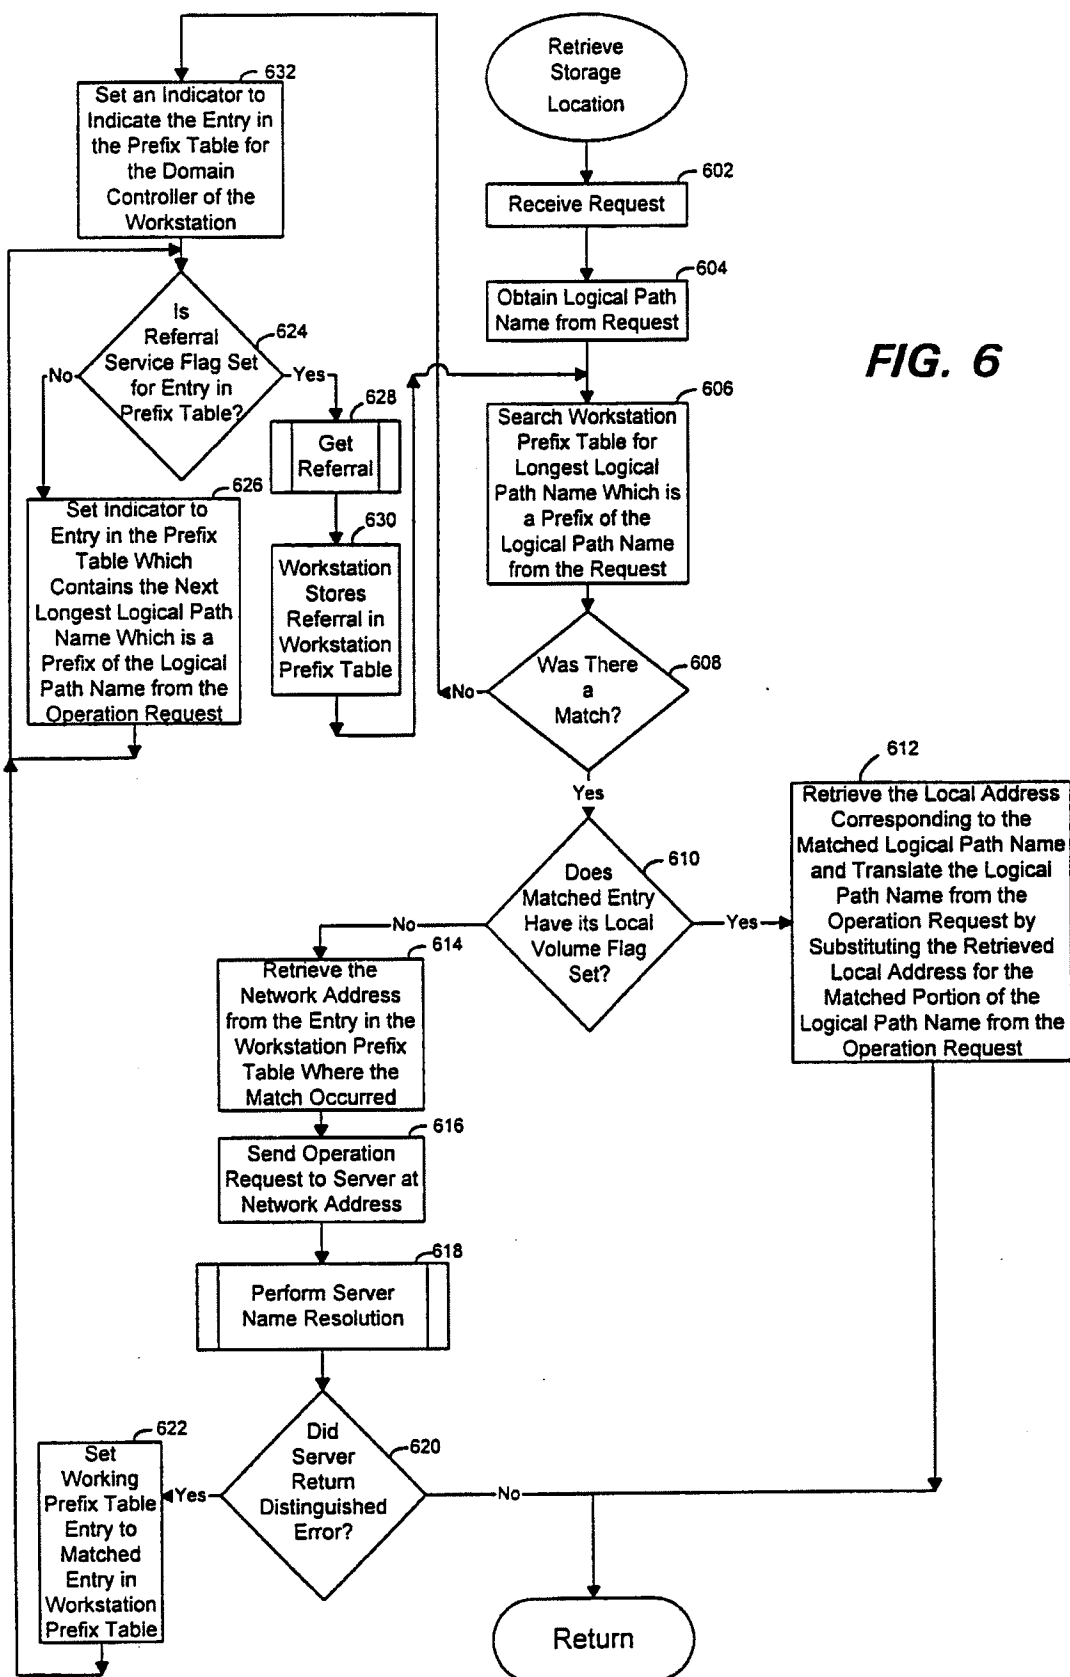 Retrieve
Storage
Location
602
Receive Request
604
Obtain Logical Path
Name from Request
FIG. 6
606
Search Workstation
Prefix Table for
Longest Logical
Path Name Which is
a Prefix of the
Logical Path Name
from the Request
608
Was There
a
Match?
No
Yes
632
Set an Indicator to
Indicate the Entry in
the Prefix Table for
the Domain
Controller of the
Workstation
624
Is
Referral
Service Flag Set
for Entry in
Prefix Table?
No
Yes
628
Get
Referral
630
Workstation
Stores
Referral in
Workstation
Prefix Table
626
Set Indicator to
Entry in the Prefix
Table Which
Contains the Next
Longest Logical Path
Name Which is a
Prefix of the Logical
Path Name from the
Operation Request
610
Does
Matched Entry
Have its Local
Volume Flag
Set?
No
Yes
612
Retrieve the Local Address
Corresponding to the
Matched Logical Path Name
and Translate the Logical
Path Name from the
Operation Request by
Substituting the Retrieved
Local Address for the
Matched Portion of the
Logical Path Name from the
Operation Request
614
Retrieve the
Network Address
from the Entry in the
Workstation Prefix
Table Where the
Match Occurred
616
Send Operation
Request to Server at
Network Address
618
Perform Server
Name Resolution
620
Did
Server
Return
Distinguished
Error?
Yes
No
622
Set
Working
Prefix Table
Entry to
Matched
Entry in
Workstation
Prefix Table
Return